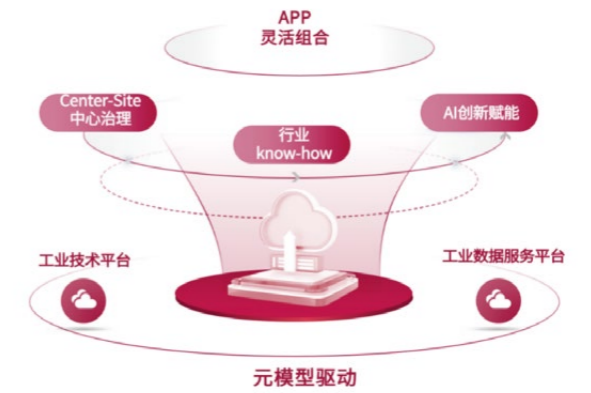 APP
灵活组合
Center-Site
中心治理
行业
know-how
AI创新赋能
工业技术平台
工业数据服务平台
元模型驱动